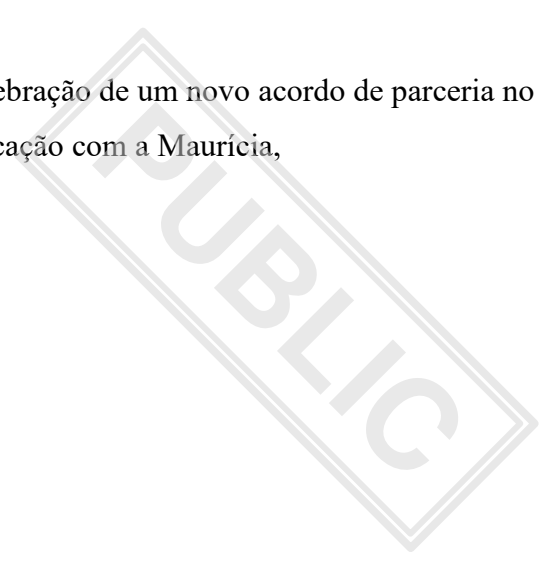 ebração de um novo acordo de parceria no
cação com a Maurícia,
PUBLIC